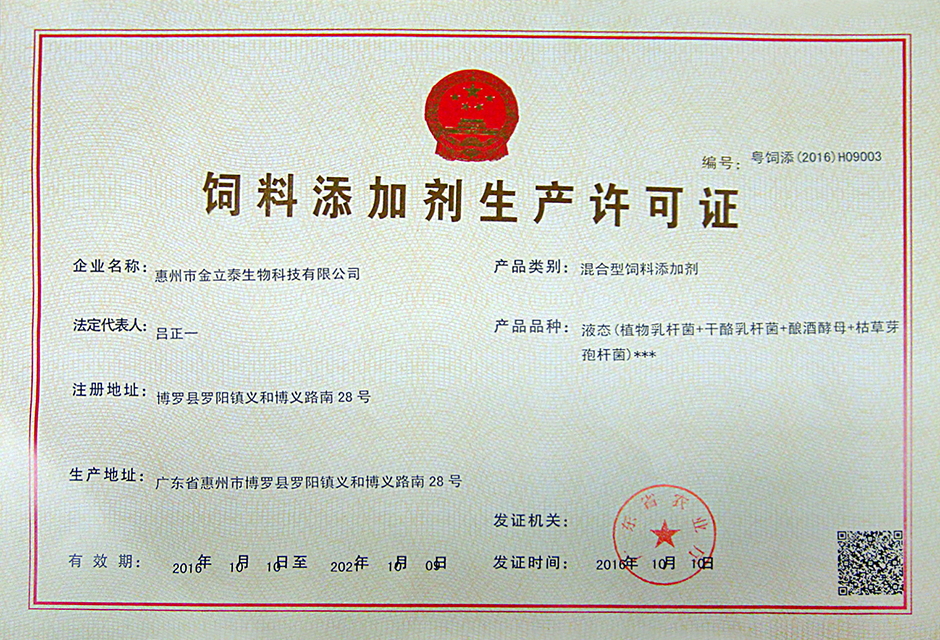 编号: 粤饲添(2016)H09003
饲料添加剂生产许可证
企业名称: 惠州市金立泰生物科技有限公司
产品类别: 混合型饲料添加剂
法定代表人: 吕正一
产品品种: 液态(植物乳杆菌+干酪乳杆菌+酿酒酵母+枯草芽
孢杆菌)***
注册地址: 博罗县罗阳镇义和博义路南 28 号
生产地址: 广东省惠州市博罗县罗阳镇义和博义路南 28 号
发证机关:
东省农业
有效期: 2016年 10月 10日至 2021年 10月 09日
发证时间: 2016年 10月 10日